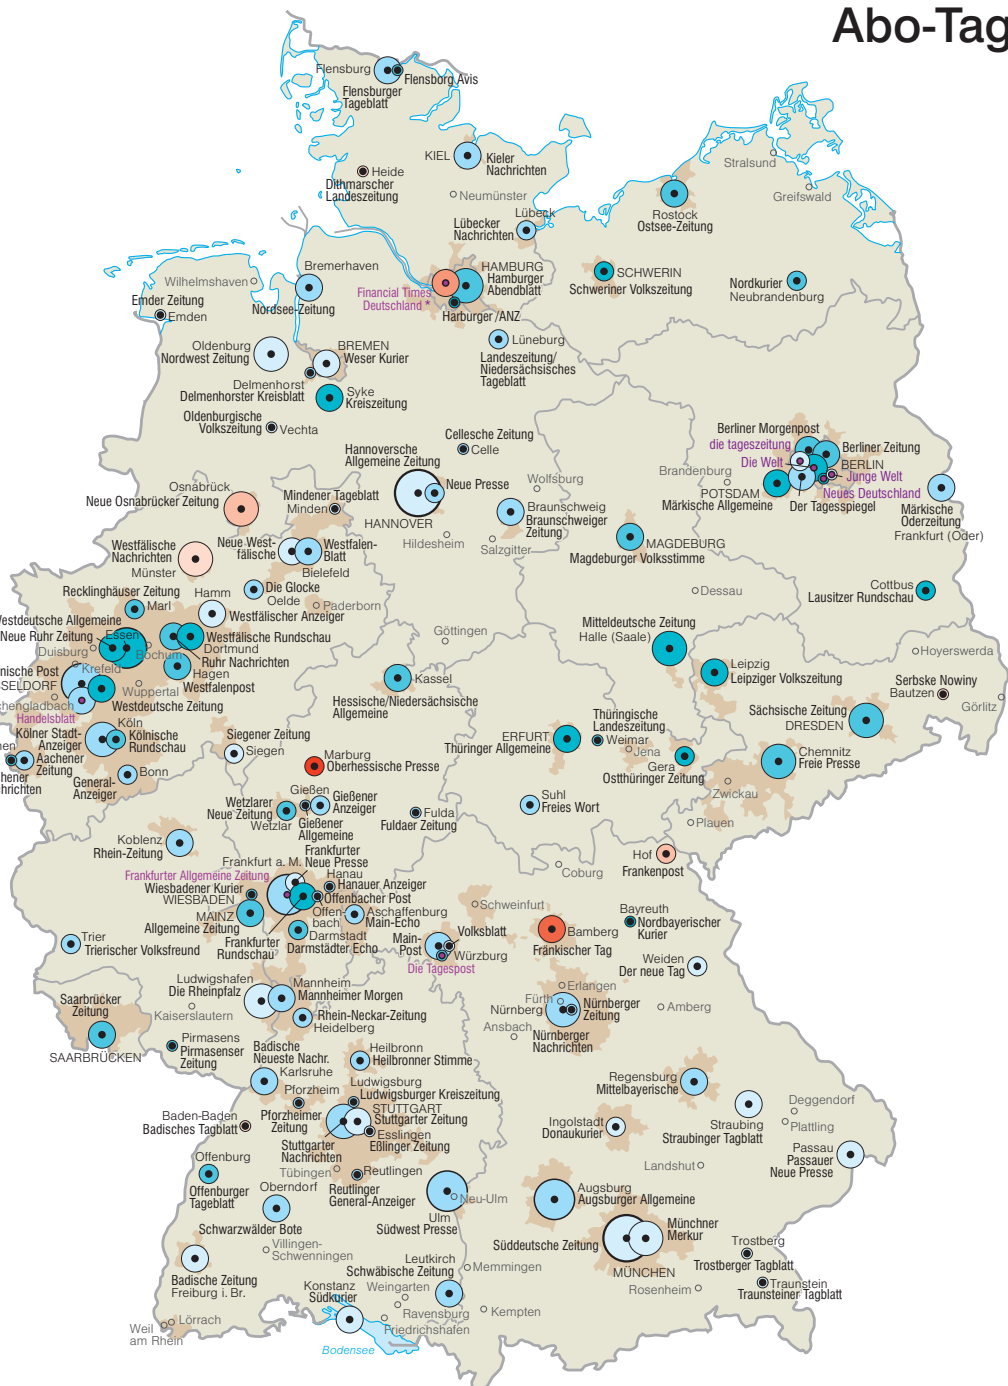 Abo-Tag
Flensburg
Flensborg Avis
Flensburger
Tageblatt
KIEL
Kieler
Nachrichten
Stralsund
Greifswald
Heide
Dithmarscher
Landeszeitung
Neumünster
Lübeck
Lübecker
Nachrichten
Rostock
Ostsee-Zeitung
Bremerhaven
Nordsee-Zeitung
Wilhelmshaven
Emder Zeitung
Emden
HAMBURG
Hamburger
Abendblatt
Financial Times
Deutschland *
Harburger /ANZ
SCHWERIN
Schweriner Volkszeitung
Nordkurier
Neubrandenburg
Oldenburg
Nordwest Zeitung
BREMEN
Weser Kurier
Lüneburg
Landeszeitung/
Niedersächsisches
Tageblatt
Delmenhorst
Delmenhorster Kreisblatt
Syke
Kreiszeitung
Oldenburgische
Volkszeitung
Vechta
Cellesche Zeitung
Celle
Hannoversche
Allgemeine Zeitung
Neue Presse
HANNOVER
Wolfsburg
Braunschweig
Braunschweiger
Zeitung
Hildesheim
Salzgitter
Berliner Morgenpost
die tageszeitung
Berliner Zeitung
Die Welt
BERLIN
Junge Welt
Neues Deutschland
Brandenburg
POTSDAM
Märkische Allgemeine
Der Tagesspiegel
Märkische
Oderzeitung
Frankfurt (Oder)
Osnabrück
Neue Osnabrücker Zeitung
Mindener Tageblatt
Minden
Neue West-
fälische
Westfalen-
Blatt
Bielefeld
MAGDEBURG
Magdeburger Volksstimme
Westfälische
Nachrichten
Münster
Die Glocke
Oelde
Paderborn
Dessau
Cottbus
Lausitzer Rundschau
Recklinghäuser Zeitung
Marl
Hamm
Westfälischer Anzeiger
Westdeutsche Allgemeine
Neue Ruhr Zeitung
Essen
Duisburg
Bochum
Westfälische Rundschau
Dortmund
Ruhr Nachrichten
Hagen
Westfalenpost
Göttingen
Mitteldeutsche Zeitung
Halle (Saale)
Hoyerswerda
nische Post
SSELDORF
Krefeld
Wuppertal
Westdeutsche Zeitung
chengladbach
Handelsblatt
Kassel
Hessische/Niedersächsische
Allgemeine
Leipzig
Leipziger Volkszeitung
Serbske Nowiny
Bautzen
Görlitz
Sächsische Zeitung
DRESDEN
Köln
Kölner Stadt-
Anzeiger
Kölnische
Rundschau
Aachener
Zeitung
hener
hrichten
Bonn
General-
Anzeiger
Siegener Zeitung
Siegen
Marburg
Oberhessische Presse
ERFURT
Thüringer Allgemeine
Thüringische
Landeszeitung
Weimar
Jena
Gera
Ostthüringer Zeitung
Chemnitz
Freie Presse
Zwickau
Plauen
Gießen
Wetzlarer
Neue Zeitung
Wetzlar
Gießener
Anzeiger
Gießener
Allgemeine
Fulda
Fuldaer Zeitung
Suhl
Freies Wort
Koblenz
Rhein-Zeitung
Frankfurter
Neue Presse
Frankfurt a. M.
Frankfurter Allgemeine Zeitung
Hanau
Hanauer Anzeiger
Wiesbadener Kurier
WIESBADEN
Offenbacher Post
Offen-
bach
MAINZ
Allgemeine Zeitung
Aschaffenburg
Main-Echo
Frankfurter
Rundschau
Darmstadt
Darmstädter Echo
Coburg
Hof
Frankenpost
Schweinfurt
Main-
Post
Volksblatt
Würzburg
Die Tagespost
Bamberg
Fränkischer Tag
Bayreuth
Nordbayerischer
Kurier
Weiden
Der neue Tag
Trier
Trierischer Volksfreund
Ludwigshafen
Die Rheinpfalz
Mannheim
Mannheimer Morgen
Kaiserslautern
Rhein-Neckar-Zeitung
Heidelberg
Saarbrücker
Zeitung
SAARBRÜCKEN
Pirmasens
Pirmasenser
Zeitung
Erlangen
Fürth
Nürnberg
Nürnberger
Zeitung
Nürnberger
Nachrichten
Ansbach
Amberg
Badische
Neueste Nachr.
Karlsruhe
Heilbronn
Heilbronner Stimme
Ludwigsburg
Ludwigsburger Kreiszeitung
Pforzheim
Pforzheimer
Zeitung
STUTTGART
Stuttgarter Zeitung
Esslingen
Eßlinger Zeitung
Stuttgarter
Nachrichten
Baden-Baden
Badisches Tagblatt
Regensburg
Mittelbayerische
Deggendorf
Plattling
Straubing
Straubinger Tagblatt
Ingolstadt
Donaukurier
Passau
Passauer
Neue Presse
Landshut
Tübingen
Reutlingen
Reutlinger
General-Anzeiger
Offenburg
Offenburger
Tageblatt
Oberndorf
Schwarzwälder Bote
Neu-Ulm
Ulm
Südwest Presse
Augsburg
Augsburger Allgemeine
Süddeutsche Zeitung
Münchner
Merkur
MÜNCHEN
Villingen-
Schwenningen
Badische Zeitung
Freiburg i. Br.
Leutkirch
Schwäbische Zeitung
Memmingen
Trostberg
Trostberger Tagblatt
Rosenheim
Traunstein
Traunsteiner Tagblatt
Konstanz
Südkurier
Weingarten
Ravensburg
Friedrichshafen
Kempten
Lörrach
Weil
am Rhein
Bodensee